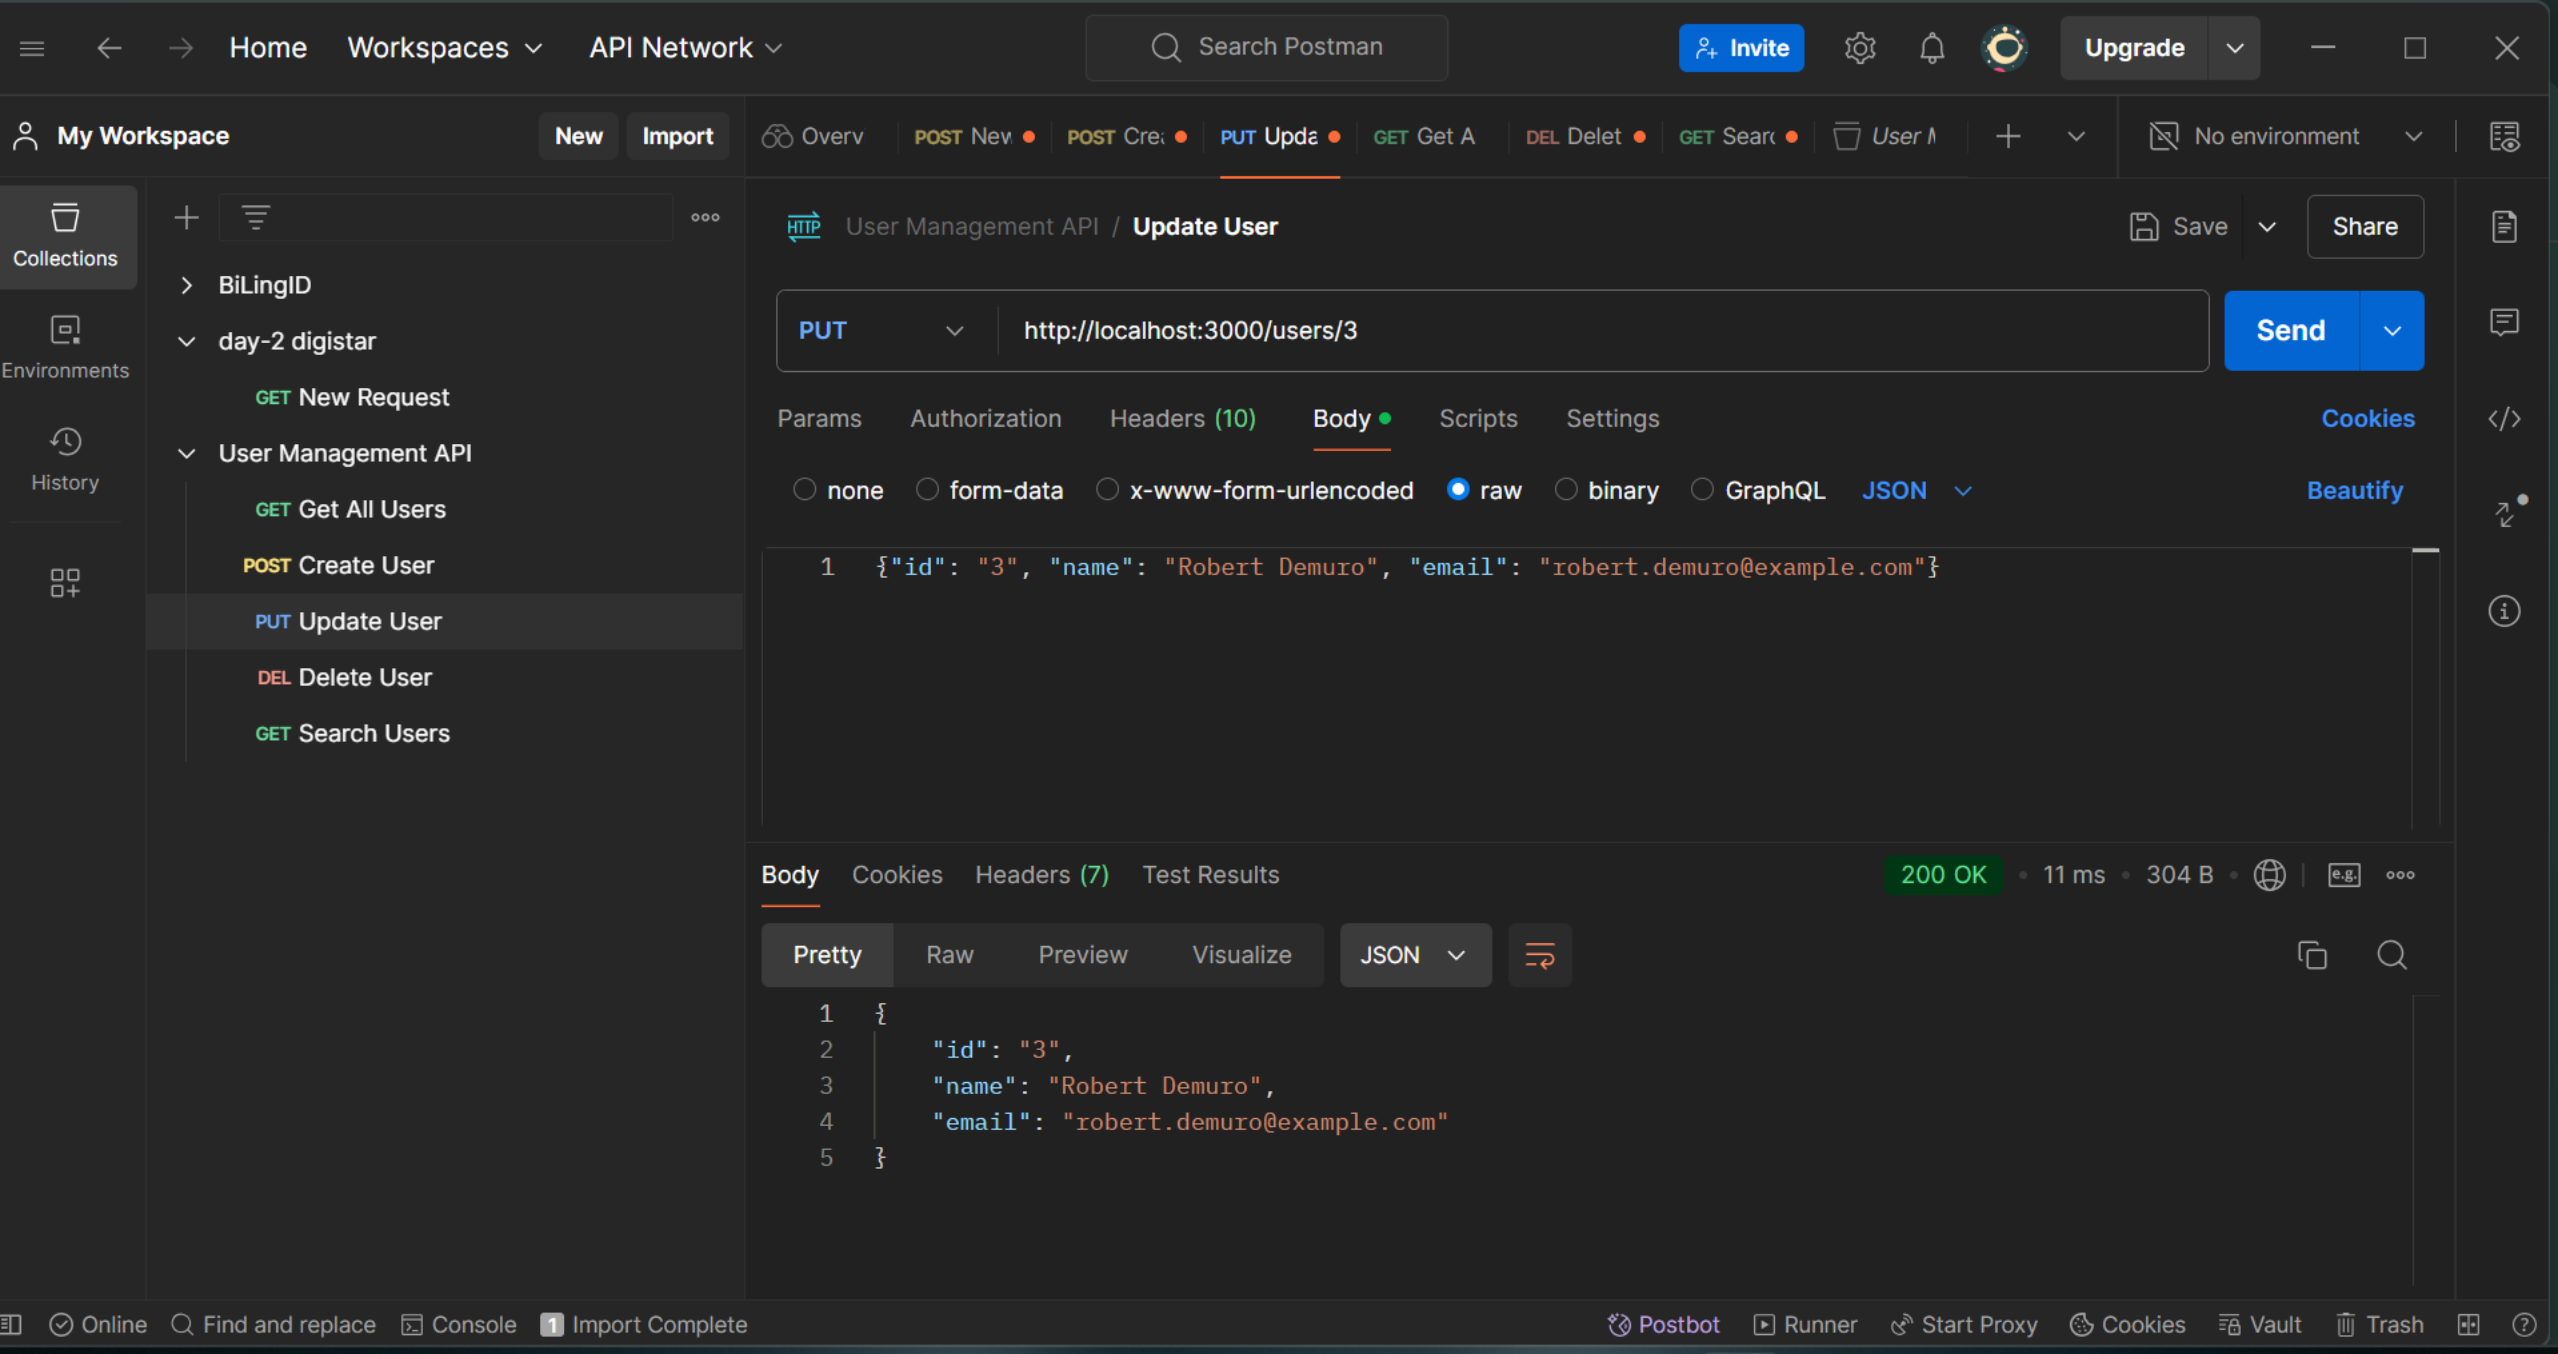 Home Workspaces API Network Search Postman Invite Upgrade
My Workspace New Import
Overv POST New POST Crea PUT Upda GET Get A DEL Delet GET Searc User M No environment
Collections
Environments
History
BiLingID
day-2 digistar
GET New Request
User Management API
GET Get All Users
POST Create User
PUT Update User
DEL Delete User
GET Search Users
HTTP User Management API / Update User Save Share
PUT http://localhost:3000/users/3 Send
Params Authorization Headers (10) Body Scripts Settings Cookies
none form-data x-www-form-urlencoded raw binary GraphQL JSON Beautify
1 {"id": "3", "name": "Robert Demuro", "email": "robert.demuro@example.com"}
Body Cookies Headers (7) Test Results 200 OK • 11 ms • 304 B • e.g.
Pretty Raw Preview Visualize JSON
1 {
2 "id": "3",
3 "name": "Robert Demuro",
4 "email": "robert.demuro@example.com"
5 }
Online Find and replace Console 1 Import Complete Postbot Runner Start Proxy Cookies Vault Trash